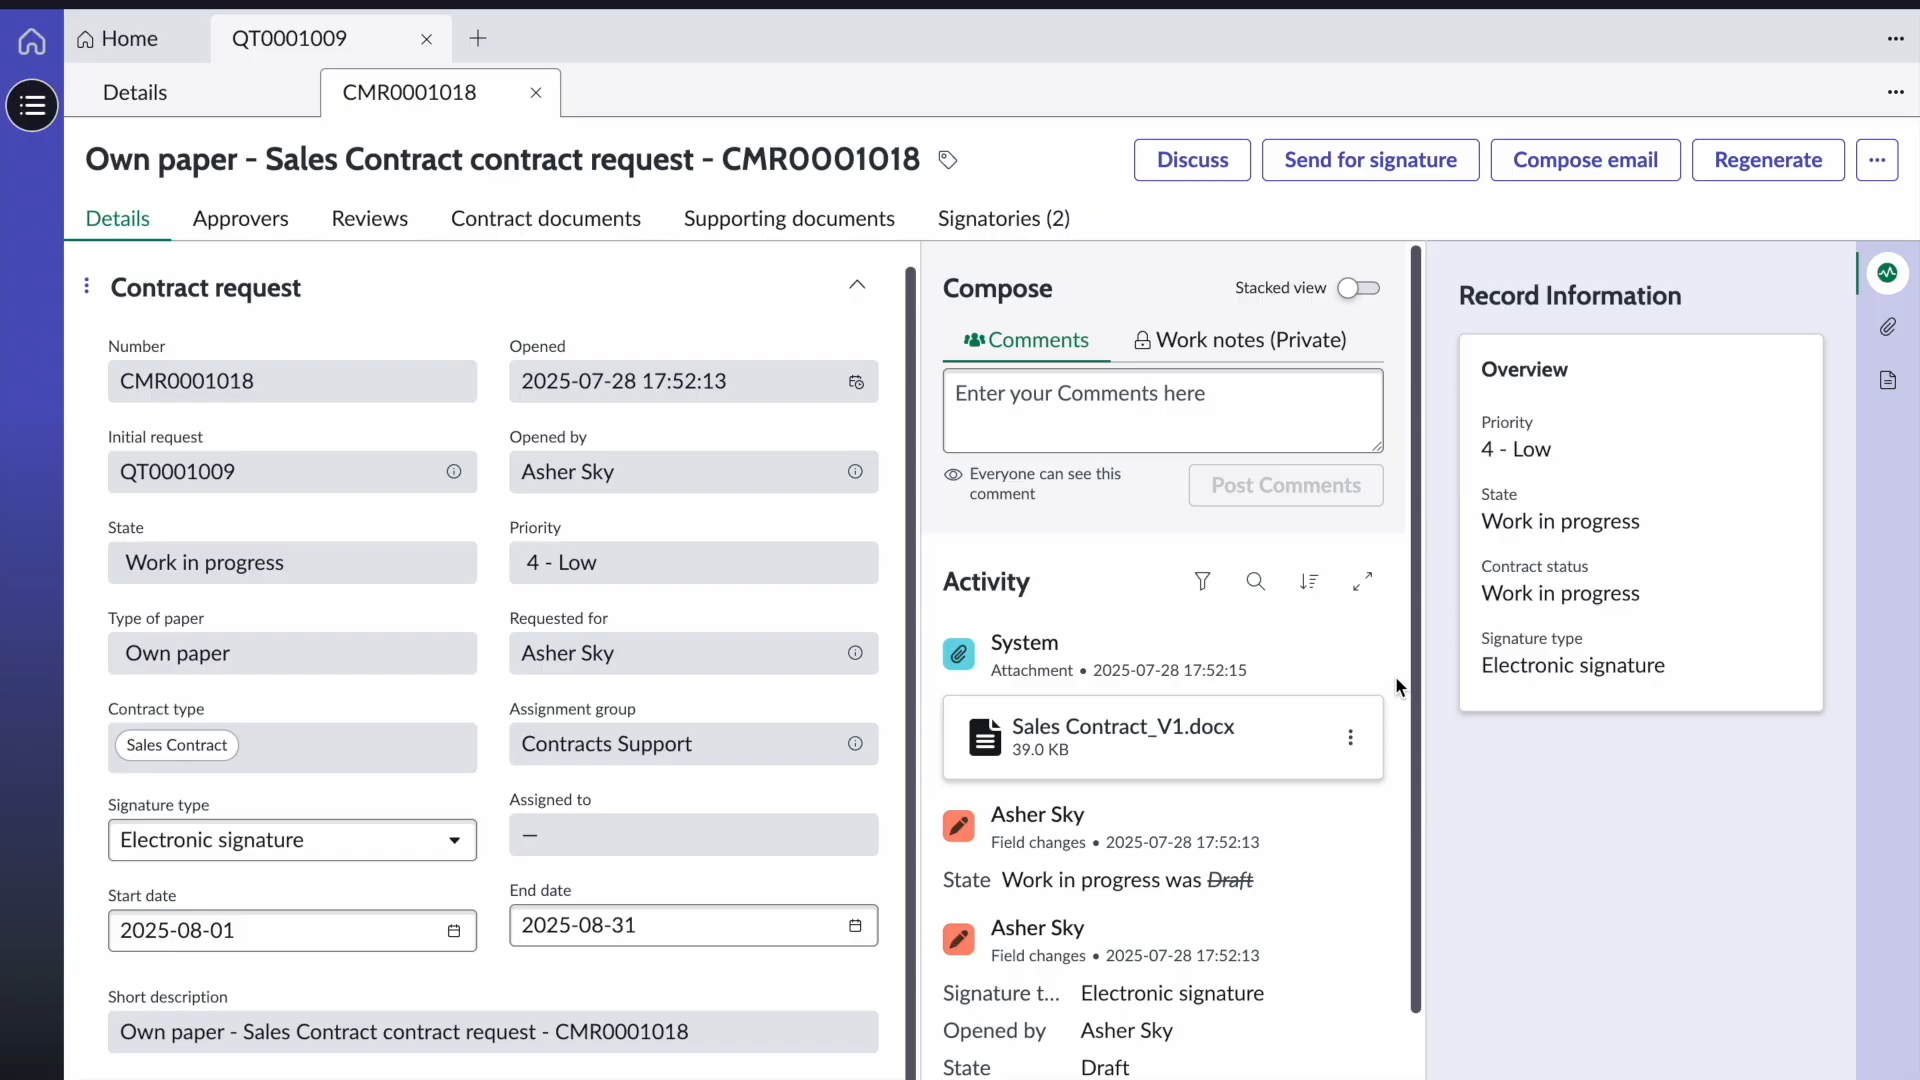 Home
QT0001009
Details
CMR0001018
Own paper - Sales Contract contract request - CMR0001018
Discuss
Send for signature
Compose email
Regenerate
Details
Approvers
Reviews
Contract documents
Supporting documents
Signatories (2)
Contract request
Number
CMR0001018
Opened
2025-07-28 17:52:13
Initial request
QT0001009
Opened by
Asher Sky
State
Work in progress
Priority
4 - Low
Type of paper
Own paper
Requested for
Asher Sky
Contract type
Sales Contract
Assignment group
Contracts Support
Signature type
Electronic signature
Assigned to
—
Start date
2025-08-01
End date
2025-08-31
Short description
Own paper - Sales Contract contract request - CMR0001018
Compose
Stacked view
Comments
Work notes (Private)
Enter your Comments here
Everyone can see this
comment
Post Comments
Activity
System
Attachment • 2025-07-28 17:52:15
Sales Contract_V1.docx
39.0 KB
Asher Sky
Field changes • 2025-07-28 17:52:13
State Work in progress was Draft
Asher Sky
Field changes • 2025-07-28 17:52:13
Signature t... Electronic signature
Opened by Asher Sky
State Draft
Record Information
Overview
Priority
4 - Low
State
Work in progress
Contract status
Work in progress
Signature type
Electronic signature